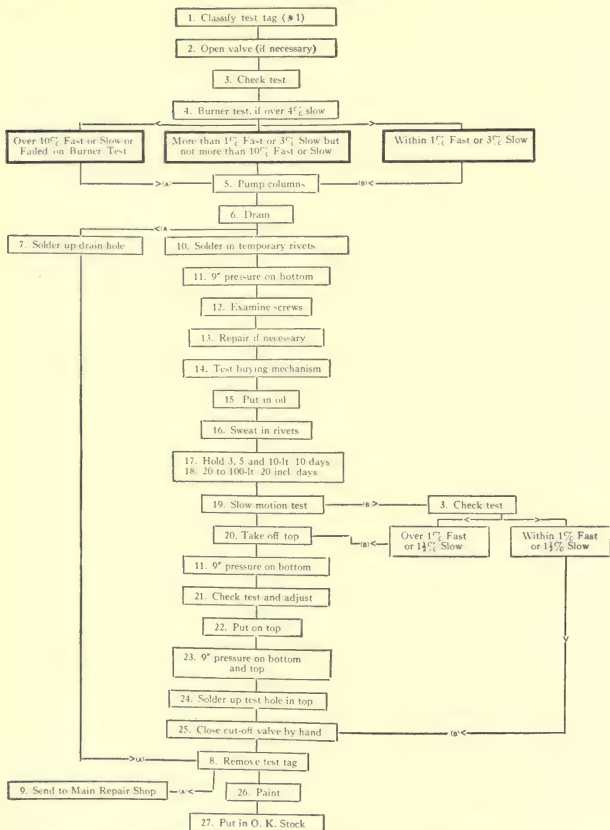 1. Classify test tag (#1)
2. Open valve (if necessary)
3. Check test
4. Burner test, if over 4% slow
Over 10% Fast or Slow or
Failed on Burner Test
More than 1% Fast or 3% Slow but
not more than 10% Fast or Slow
Within 1% Fast or 3% Slow
>(A)
5. Pump columns
(B)<
6. Drain
<(A
7. Solder up drain hole
10. Solder in temporary rivets
11. 9" pressure on bottom
12. Examine screws
13. Repair if necessary
14. Test buying mechanism
15 Put in oil
16. Sweat in rivets
17. Hold 3, 5 and 10-lt 10 days
18. 20 to 100-lt 20 incl. days
19. Slow motion test
(B>
3. Check test
20. Take off top
(B)<
Over 1% Fast
or 1½% Slow
Within 1% Fast
or 1½% Slow
11. 9" pressure on bottom
21. Check test and adjust
22. Put on top
23. 9" pressure on bottom
and top
24. Solder up test hole in top
25. Close cut-off valve by hand
(B)<
>(A)
8. Remove test tag
9. Send to Main Repair Shop
(A)<
26. Paint
27. Put in O. K. Stock